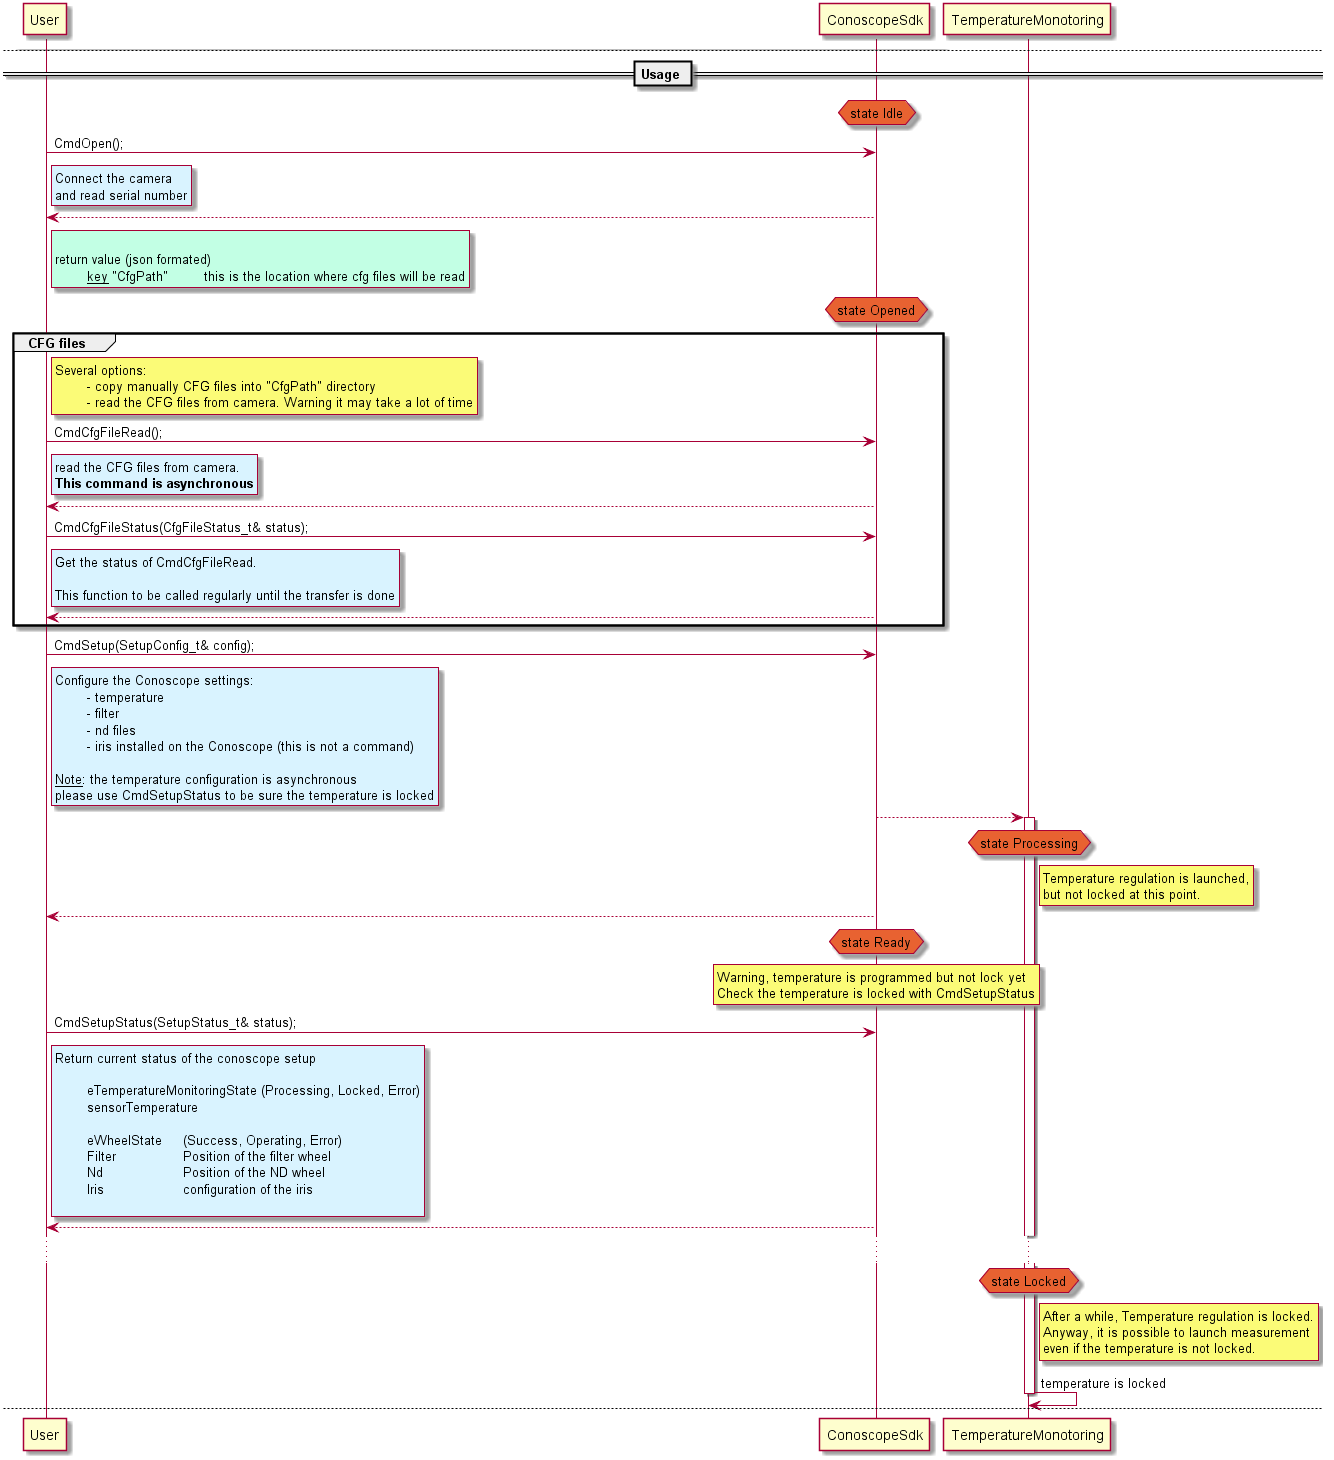 User
ConoscopeSdk
TemperatureMonotoring
Usage
state Idle
CmdOpen();
Connect the camera
and read serial number
return value (json formated)
key "CfgPath" this is the location where cfg files will be read
state Opened
CFG files
Several options:
- copy manually CFG files into "CfgPath" directory
- read the CFG files from camera. Warning it may take a lot of time
CmdCfgFileRead();
read the CFG files from camera.
This command is asynchronous
CmdCfgFileStatus(CfgFileStatus_t& status);
Get the status of CmdCfgFileRead.
This function to be called regularly until the transfer is done
CmdSetup(SetupConfig_t& config);
Configure the Conoscope settings:
- temperature
- filter
- nd files
- iris installed on the Conoscope (this is not a command)
Note: the temperature configuration is asynchronous
please use CmdSetupStatus to be sure the temperature is locked
state Processing
Temperature regulation is launched,
but not locked at this point.
state Ready
Warning, temperature is programmed but not lock yet
Check the temperature is locked with CmdSetupStatus
CmdSetupStatus(SetupStatus_t& status);
Return current status of the conoscope setup
eTemperatureMonitoringState (Processing, Locked, Error)
sensorTemperature
eWheelState (Success, Operating, Error)
Filter Position of the filter wheel
Nd Position of the ND wheel
Iris configuration of the iris
state Locked
After a while, Temperature regulation is locked.
Anyway, it is possible to launch measurement
even if the temperature is not locked.
temperature is locked
User
ConoscopeSdk
TemperatureMonotoring